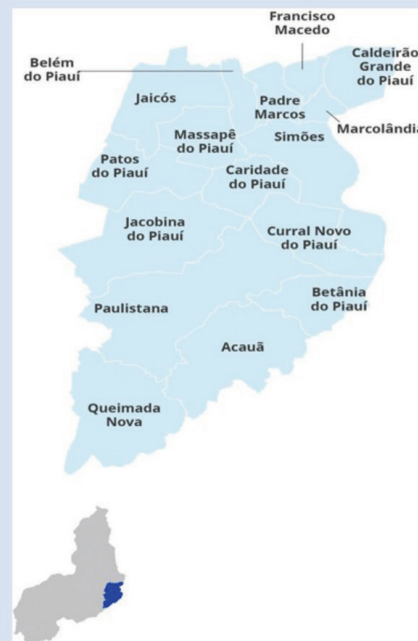 Francisco
Macedo
Belém
do Piauí
Caldeirão
Grande
do Piauí
Jaicós
Padre
Marcos
Marcolândia
Massapê
do Piauí
Simões
Patos
do Piauí
Caridade
do Piauí
Jacobina
do Piauí
Curral Novo
do Piauí
Betânia
do Piauí
Paulistana
Acauã
Queimada
Nova